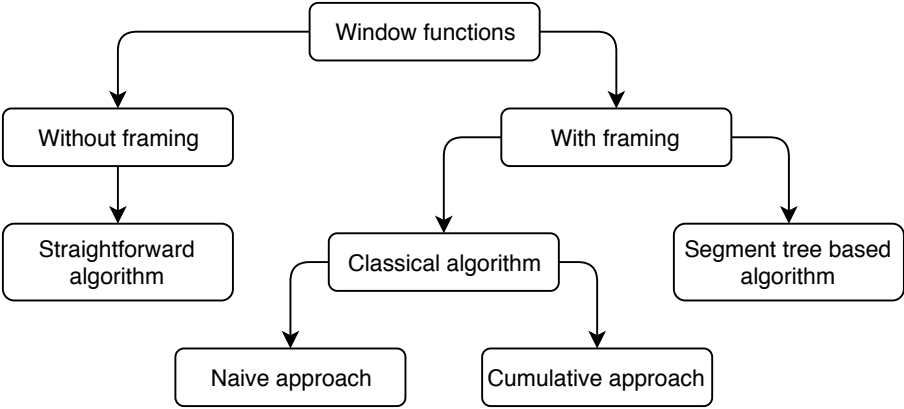 Window functions
Without framing
With framing
Straightforward
algorithm
Classical algorithm
Segment tree based
algorithm
Naive approach
Cumulative approach